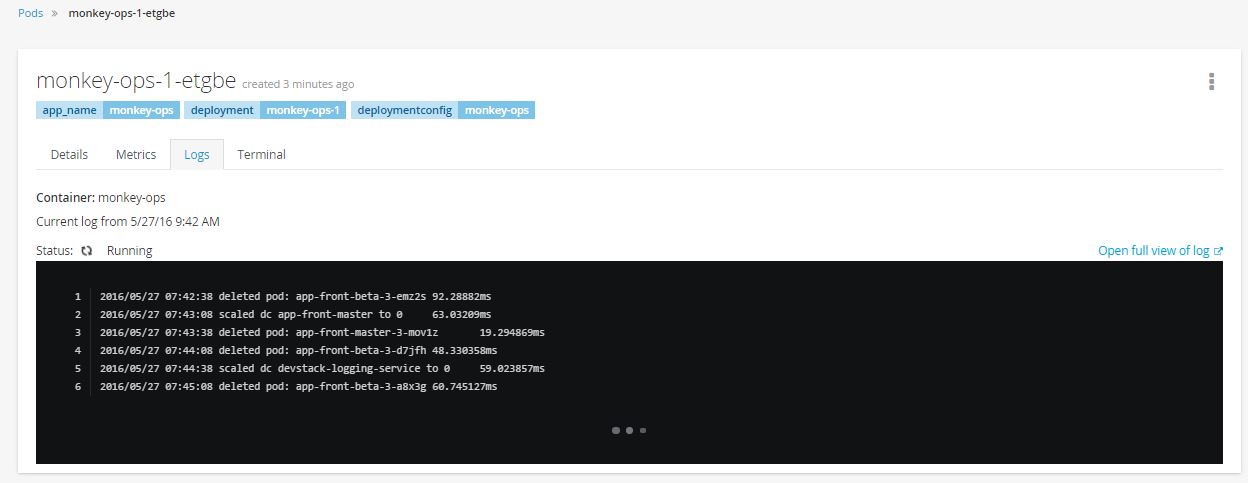 Pods » monkey-ops-1-etgbe
monkey-ops-1-etgbe created 3 minutes ago
app_name monkey-ops deployment monkey-ops-1 deploymentconfig monkey-ops
Details Metrics Logs Terminal
Container: monkey-ops
Current log from 5/27/16 9:42 AM
Status: Running Open full view of log
1 2016/05/27 07:42:38 deleted pod: app-front-beta-3-emz2s 92.28882ms
2 2016/05/27 07:43:08 scaled dc app-front-master to 0 63.03209ms
3 2016/05/27 07:43:38 deleted pod: app-front-master-3-mov1z 19.294869ms
4 2016/05/27 07:44:08 deleted pod: app-front-beta-3-d7jfh 48.330358ms
5 2016/05/27 07:44:38 scaled dc devstack-logging-service to 0 59.023857ms
6 2016/05/27 07:45:08 deleted pod: app-front-beta-3-a8x3g 60.745127ms